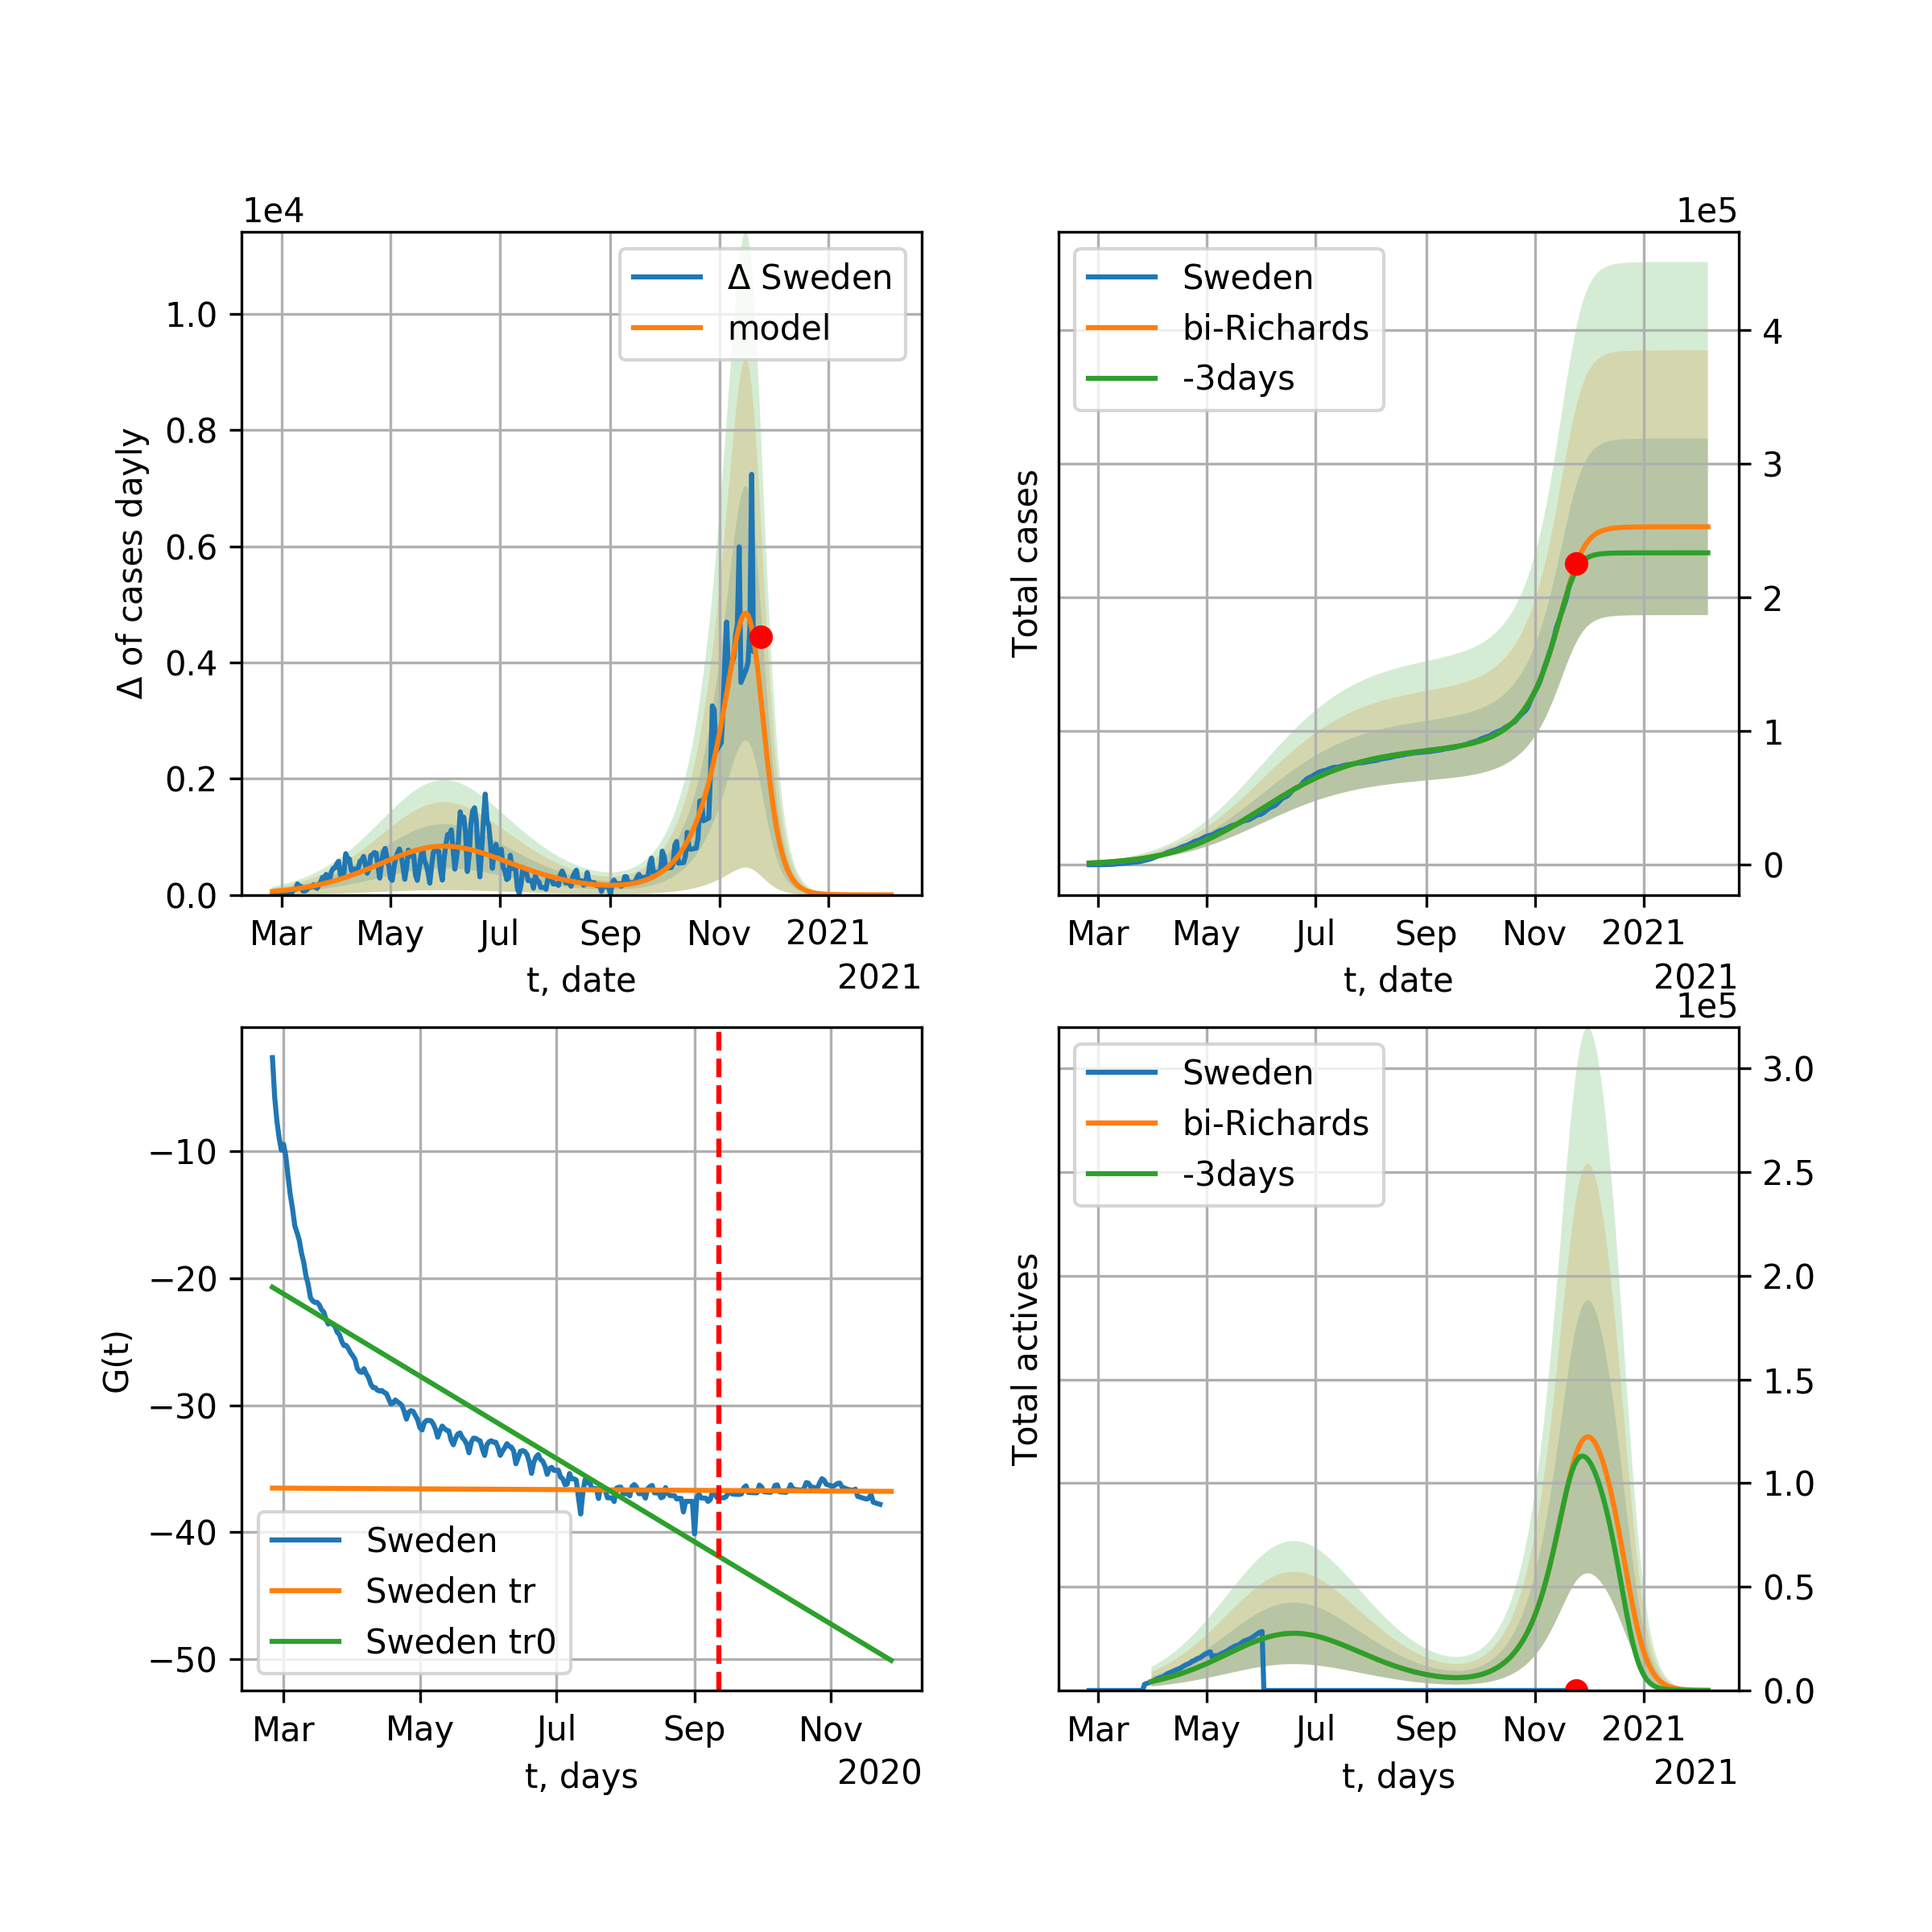 1e4
Δ Sweden
model
1.0
0.8
0.6
0.4
0.2
0.0
Δ of cases dayly
Mar May Jul Sep Nov 2021
t, date
2021
1e5
Sweden
bi-Richards
-3days
4
3
2
1
0
Total cases
Mar May Jul Sep Nov 2021
t, date
2021
−10
−20
−30
−40
−50
G(t)
Sweden
Sweden tr
Sweden tr0
Mar May Jul Sep Nov
t, days
2020
1e5
Sweden
bi-Richards
-3days
3.0
2.5
2.0
1.5
1.0
0.5
0.0
Total actives
Mar May Jul Sep Nov 2021
t, days
2021